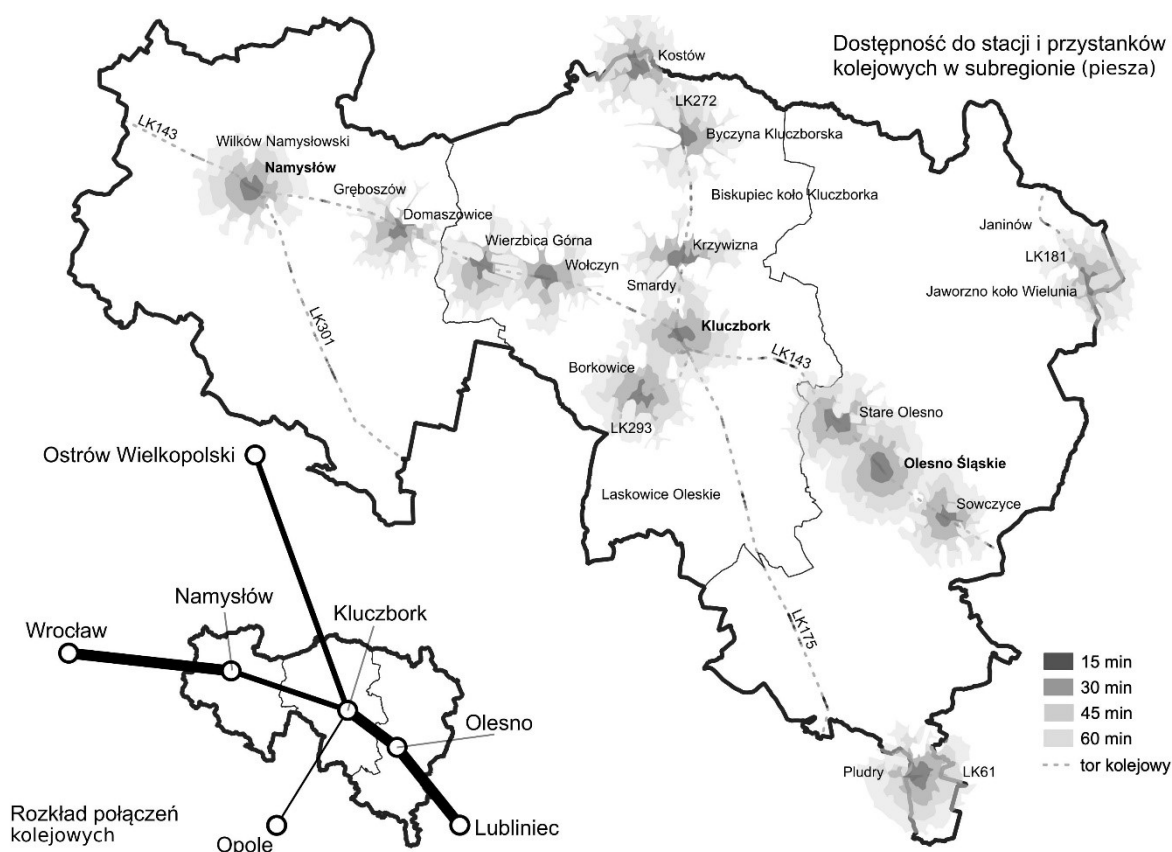 Dostępność do stacji i przystanków
kolejowych w subregionie (piesza)
Kostów
LK272
Byczyna Kluczborska
LK143
Wilków Namysłowski
Namysłów
Gręboszów
Domaszowice
Biskupiec koło Kluczborka
Janinów
Wierzbica Górna
Krzywizna
LK181
Wołczyn
Smardy
Jaworzno koło Wielunia
LK301
Kluczbork
LK143
Borkowice
Stare Olesno
LK293
Olesno Śląskie
Laskowice Oleskie
Sowczyce
LK175
Pludry
LK61
15 min
30 min
45 min
60 min
tor kolejowy
Ostrów Wielkopolski
Namysłów
Kluczbork
Wrocław
Olesno
Rozkład połączeń
kolejowych
Opole
Lubliniec